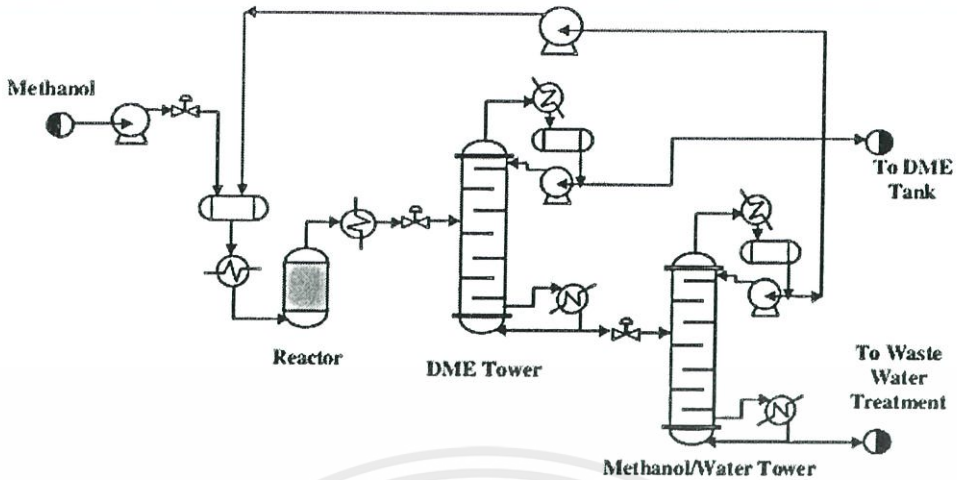 Methanol
To DME
Tank
Reactor
DME Tower
To Waste
Water
Treatment
Methanol/Water Tower